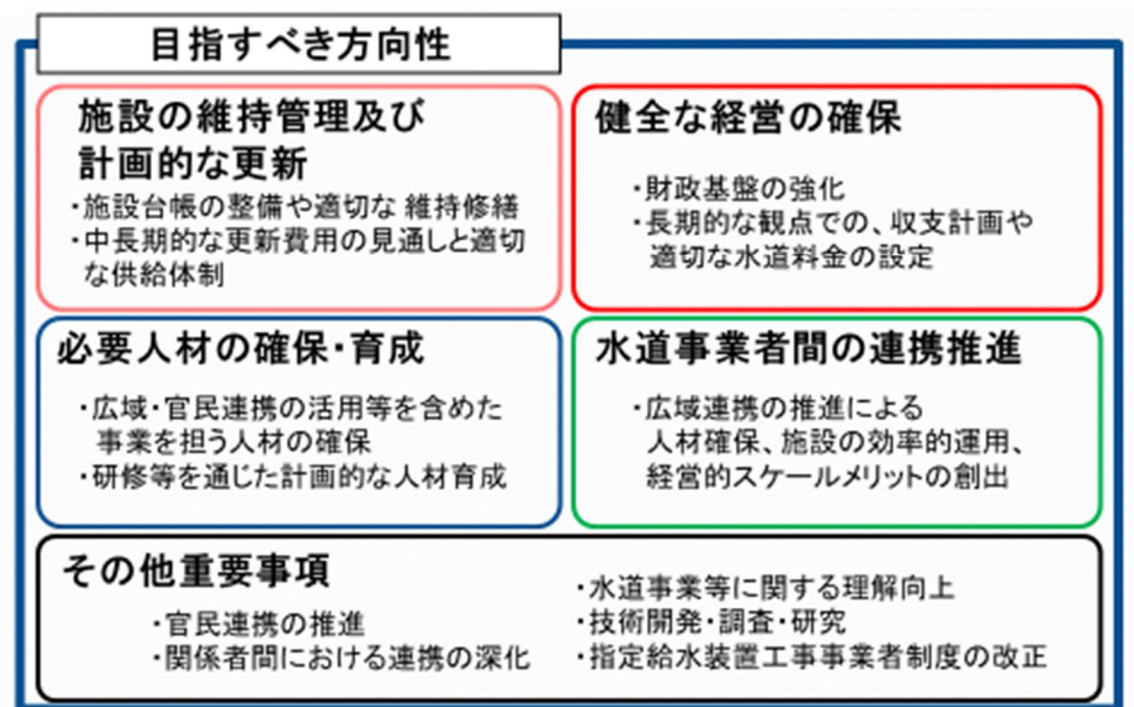 目指すべき方向性
施設の維持管理及び
計画的な更新
・施設台帳の整備や適切な 維持修繕
・中長期的な更新費用の見通しと適切
な供給体制
健全な経営の確保
・財政基盤の強化
・長期的な観点での、収支計画や
適切な水道料金の設定
必要人材の確保・育成
・広域・官民連携の活用等を含めた
事業を担う人材の確保
・研修等を通じた計画的な人材育成
水道事業者間の連携推進
・広域連携の推進による
人材確保、施設の効率的運用、
経営的スケールメリットの創出
その他重要事項
・官民連携の推進
・関係者間における連携の深化
・水道事業等に関する理解向上
・技術開発・調査・研究
・指定給水装置工事事業者制度の改正